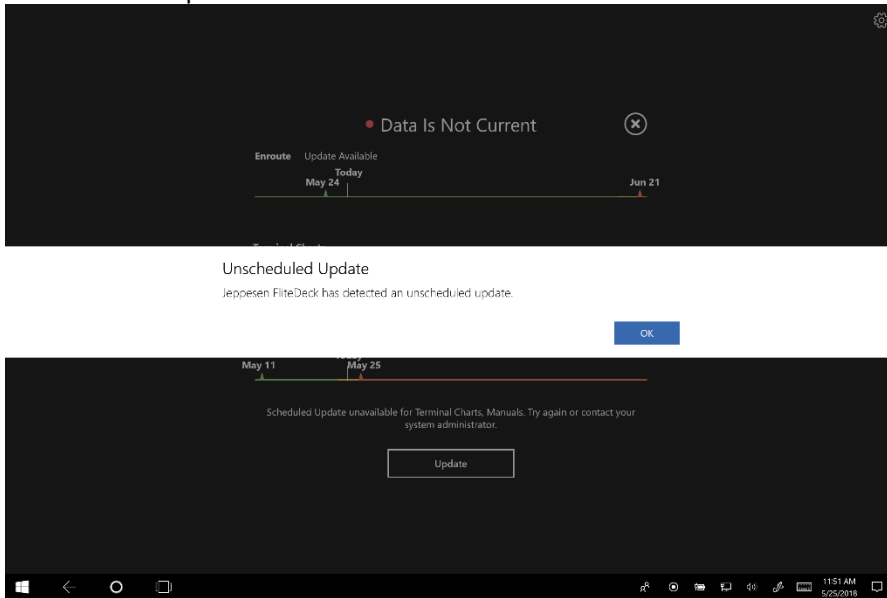 Data Is Not Current
Enroute Update Available
Today
May 24
Jun 21
Unscheduled Update
Jeppesen FliteDeck has detected an unscheduled update.
OK
May 11
May 25
Scheduled Update unavailable for Terminal Charts, Manuals. Try again or contact your
system administrator.
Update
11:51 AM
5/25/2018